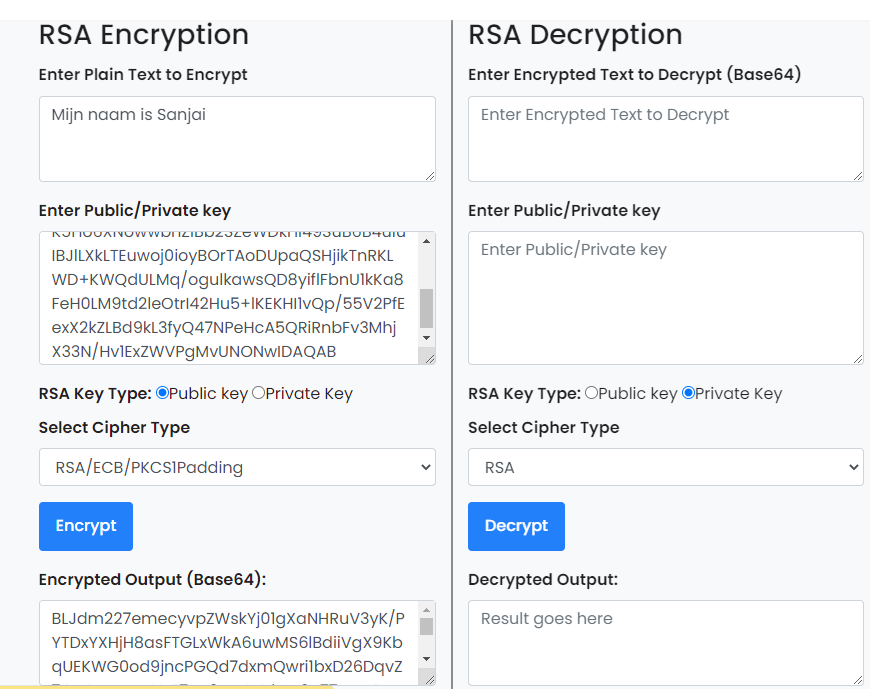 RSA Encryption
Enter Plain Text to Encrypt
Mijn naam is Sanjai
Enter Public/Private key
IBJlLXkLTEuwoj0ioyBOrTAoDUpaQSHjikTnRKL
WD+KWQdULMq/ogulkawsQD8yiflFbnU1kKa8
FeH0LM9td2leOtrI42Hu5+lKEKHI1vQp/55V2PfE
exX2kZLBd9kL3fyQ47NPeHcA5QRiRnbFv3Mhj
X33N/Hv1ExZWVPgMvUNONwIDAQAB
RSA Key Type: Public key Private Key
Select Cipher Type
RSA/ECB/PKCS1Padding
Encrypt
Encrypted Output (Base64):
BLJdm227emecyvpZWskYj01gXaNHRuV3yK/P
YTDxYXHjH8asFTGLxWkA6uwMS6lBdiiVgX9Kb
qUEKWG0od9jncPGQd7dxmQwri1bxD26DqvZ
RSA Decryption
Enter Encrypted Text to Decrypt (Base64)
Enter Encrypted Text to Decrypt
Enter Public/Private key
Enter Public/Private key
RSA Key Type: Public key Private Key
Select Cipher Type
RSA
Decrypt
Decrypted Output:
Result goes here